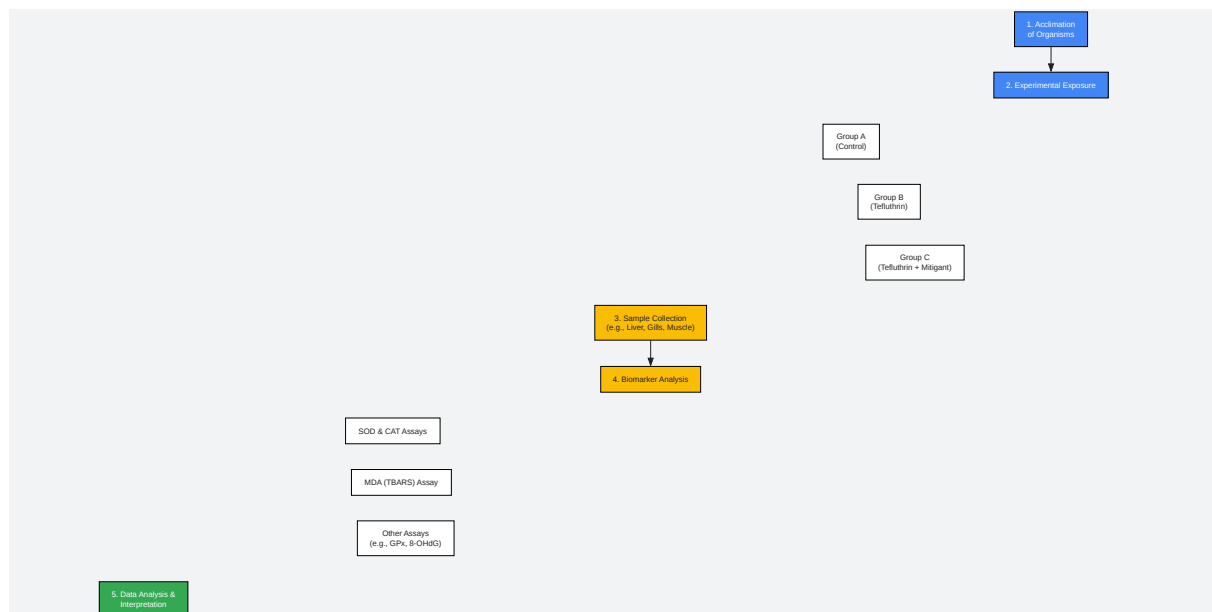 1. Acclimation
of Organisms
2. Experimental Exposure
Group A
(Control)
Group B
(Tefluthrin)
Group C
(Tefluthrin + Mitigant)
3. Sample Collection
(e.g., Liver, Gills, Muscle)
4. Biomarker Analysis
SOD & CAT Assays
MDA (TBARS) Assay
Other Assays
(e.g., GPx, 8-OHdG)
5. Data Analysis &
Interpretation